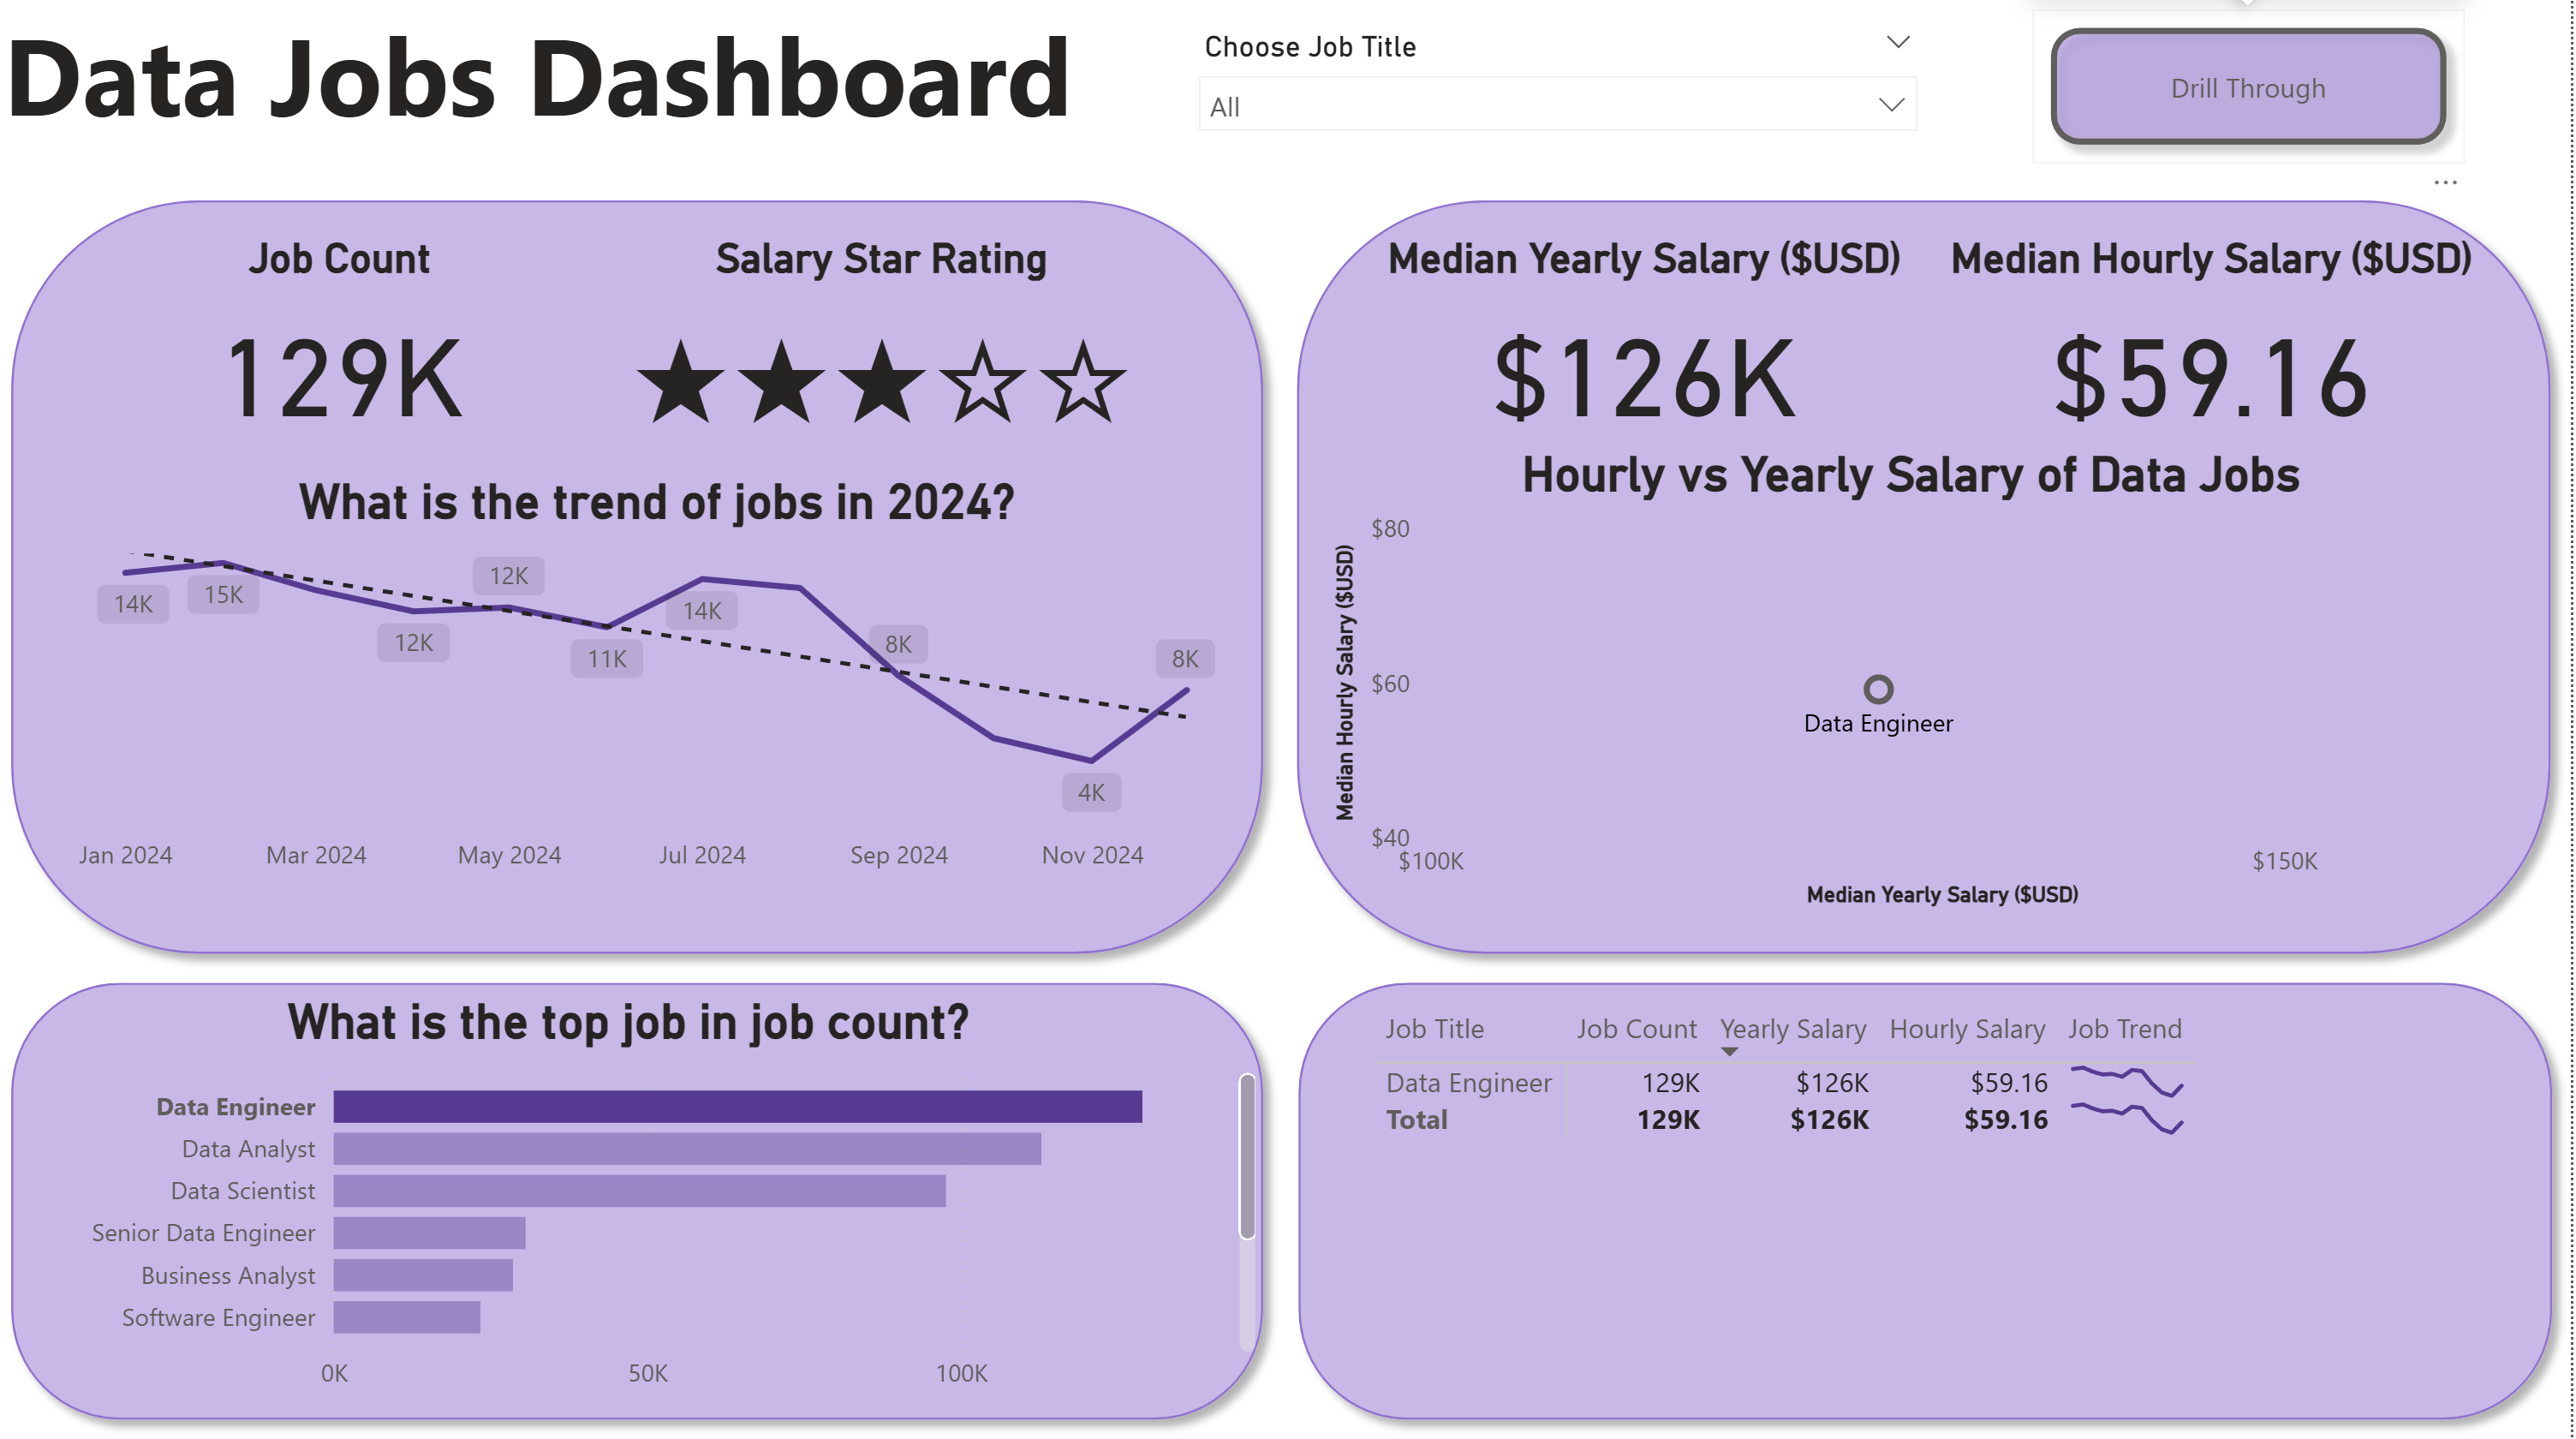 Data Jobs Dashboard
Choose Job Title
All
Drill Through
...
Job Count
Salary Star Rating
129K
★★★☆☆
What is the trend of jobs in 2024?
14K
15K
12K
12K
11K
14K
8K
4K
8K
Jan 2024
Mar 2024
May 2024
Jul 2024
Sep 2024
Nov 2024
Median Yearly Salary ($USD)
Median Hourly Salary ($USD)
$126K
$59.16
Hourly vs Yearly Salary of Data Jobs
Median Hourly Salary ($USD)
$80
$60
$40
Data Engineer
$100K
$150K
Median Yearly Salary ($USD)
What is the top job in job count?
Data Engineer
Data Analyst
Data Scientist
Senior Data Engineer
Business Analyst
Software Engineer
0K
50K
100K
Job Title Job Count Yearly Salary Hourly Salary Job Trend
Data Engineer 129K $126K $59.16
Total 129K $126K $59.16